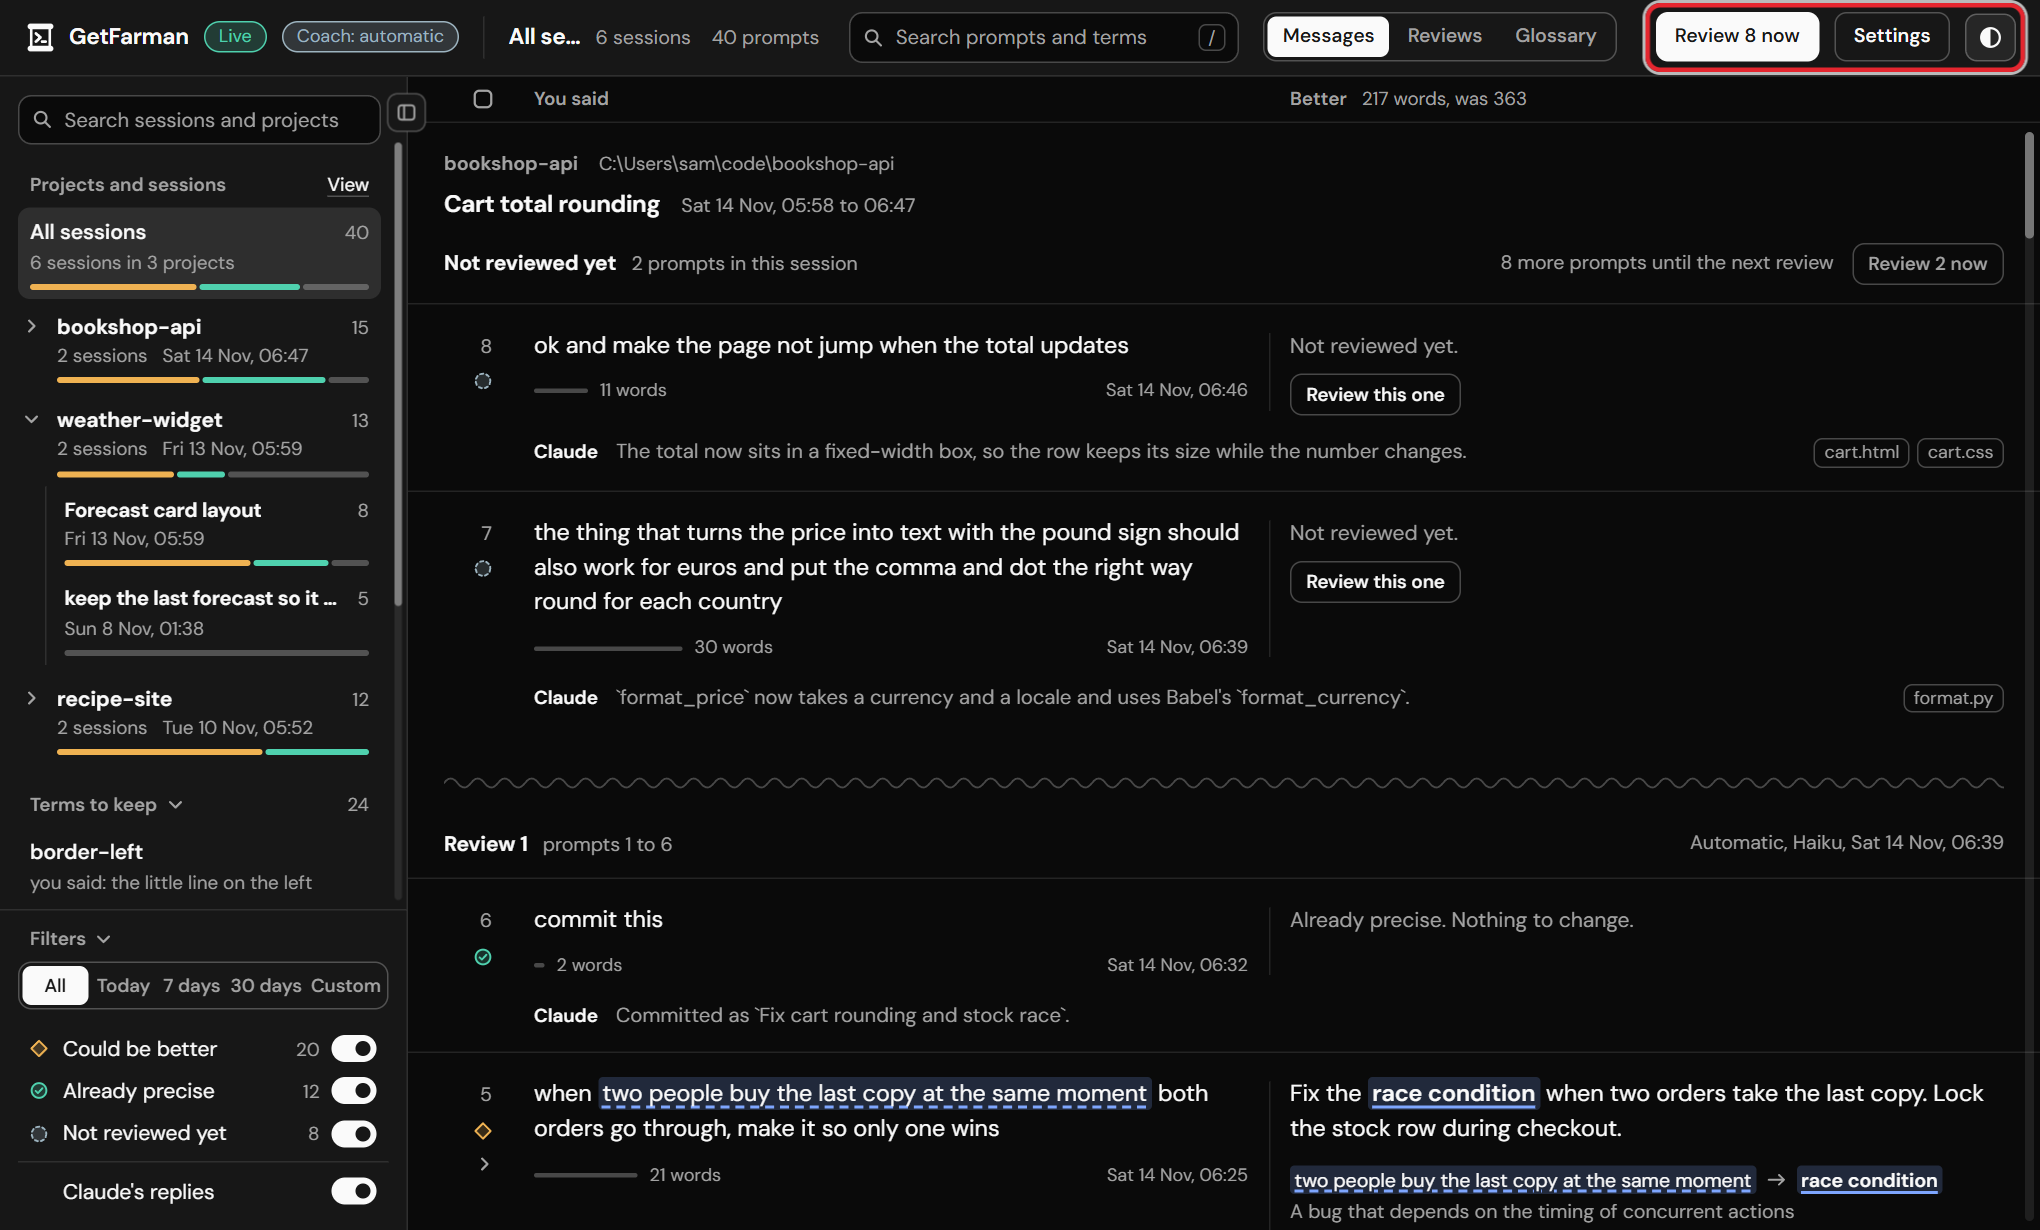 GetFarman Live Coach: automatic All se... 6 sessions 40 prompts Search prompts and terms / Messages Reviews Glossary Review 8 now Settings
Search sessions and projects
Projects and sessions View
All sessions 40
6 sessions in 3 projects
bookshop-api 15
2 sessions Sat 14 Nov, 06:47
weather-widget 13
2 sessions Fri 13 Nov, 05:59
Forecast card layout 8
Fri 13 Nov, 05:59
keep the last forecast so it ... 5
Sun 8 Nov, 01:38
recipe-site 12
2 sessions Tue 10 Nov, 05:52
Terms to keep 24
border-left
you said: the little line on the left
Filters
All Today 7 days 30 days Custom
Could be better 20
Already precise 12
Not reviewed yet 8
Claude's replies
You said Better 217 words, was 363
bookshop-api C:\Users\sam\code\bookshop-api
Cart total rounding Sat 14 Nov, 05:58 to 06:47
Not reviewed yet 2 prompts in this session 8 more prompts until the next review Review 2 now
8 ok and make the page not jump when the total updates Not reviewed yet.
11 words Sat 14 Nov, 06:46 Review this one
Claude The total now sits in a fixed-width box, so the row keeps its size while the number changes. cart.html cart.css
7 the thing that turns the price into text with the pound sign should Not reviewed yet.
also work for euros and put the comma and dot the right way Review this one
round for each country
30 words Sat 14 Nov, 06:39
Claude `format_price` now takes a currency and a locale and uses Babel's `format_currency`. format.py
Review 1 prompts 1 to 6 Automatic, Haiku, Sat 14 Nov, 06:39
6 commit this Already precise. Nothing to change.
2 words Sat 14 Nov, 06:32
Claude Committed as `Fix cart rounding and stock race`.
5 when two people buy the last copy at the same moment both Fix the race condition when two orders take the last copy. Lock
orders go through, make it so only one wins the stock row during checkout.
21 words Sat 14 Nov, 06:25 two people buy the last copy at the same moment → race condition
A bug that depends on the timing of concurrent actions